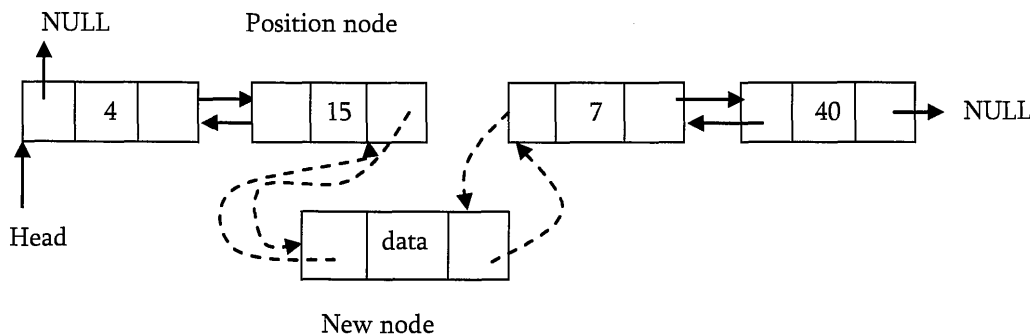 NULL
Position node
4
15
7
40
NULL
Head
data
New node